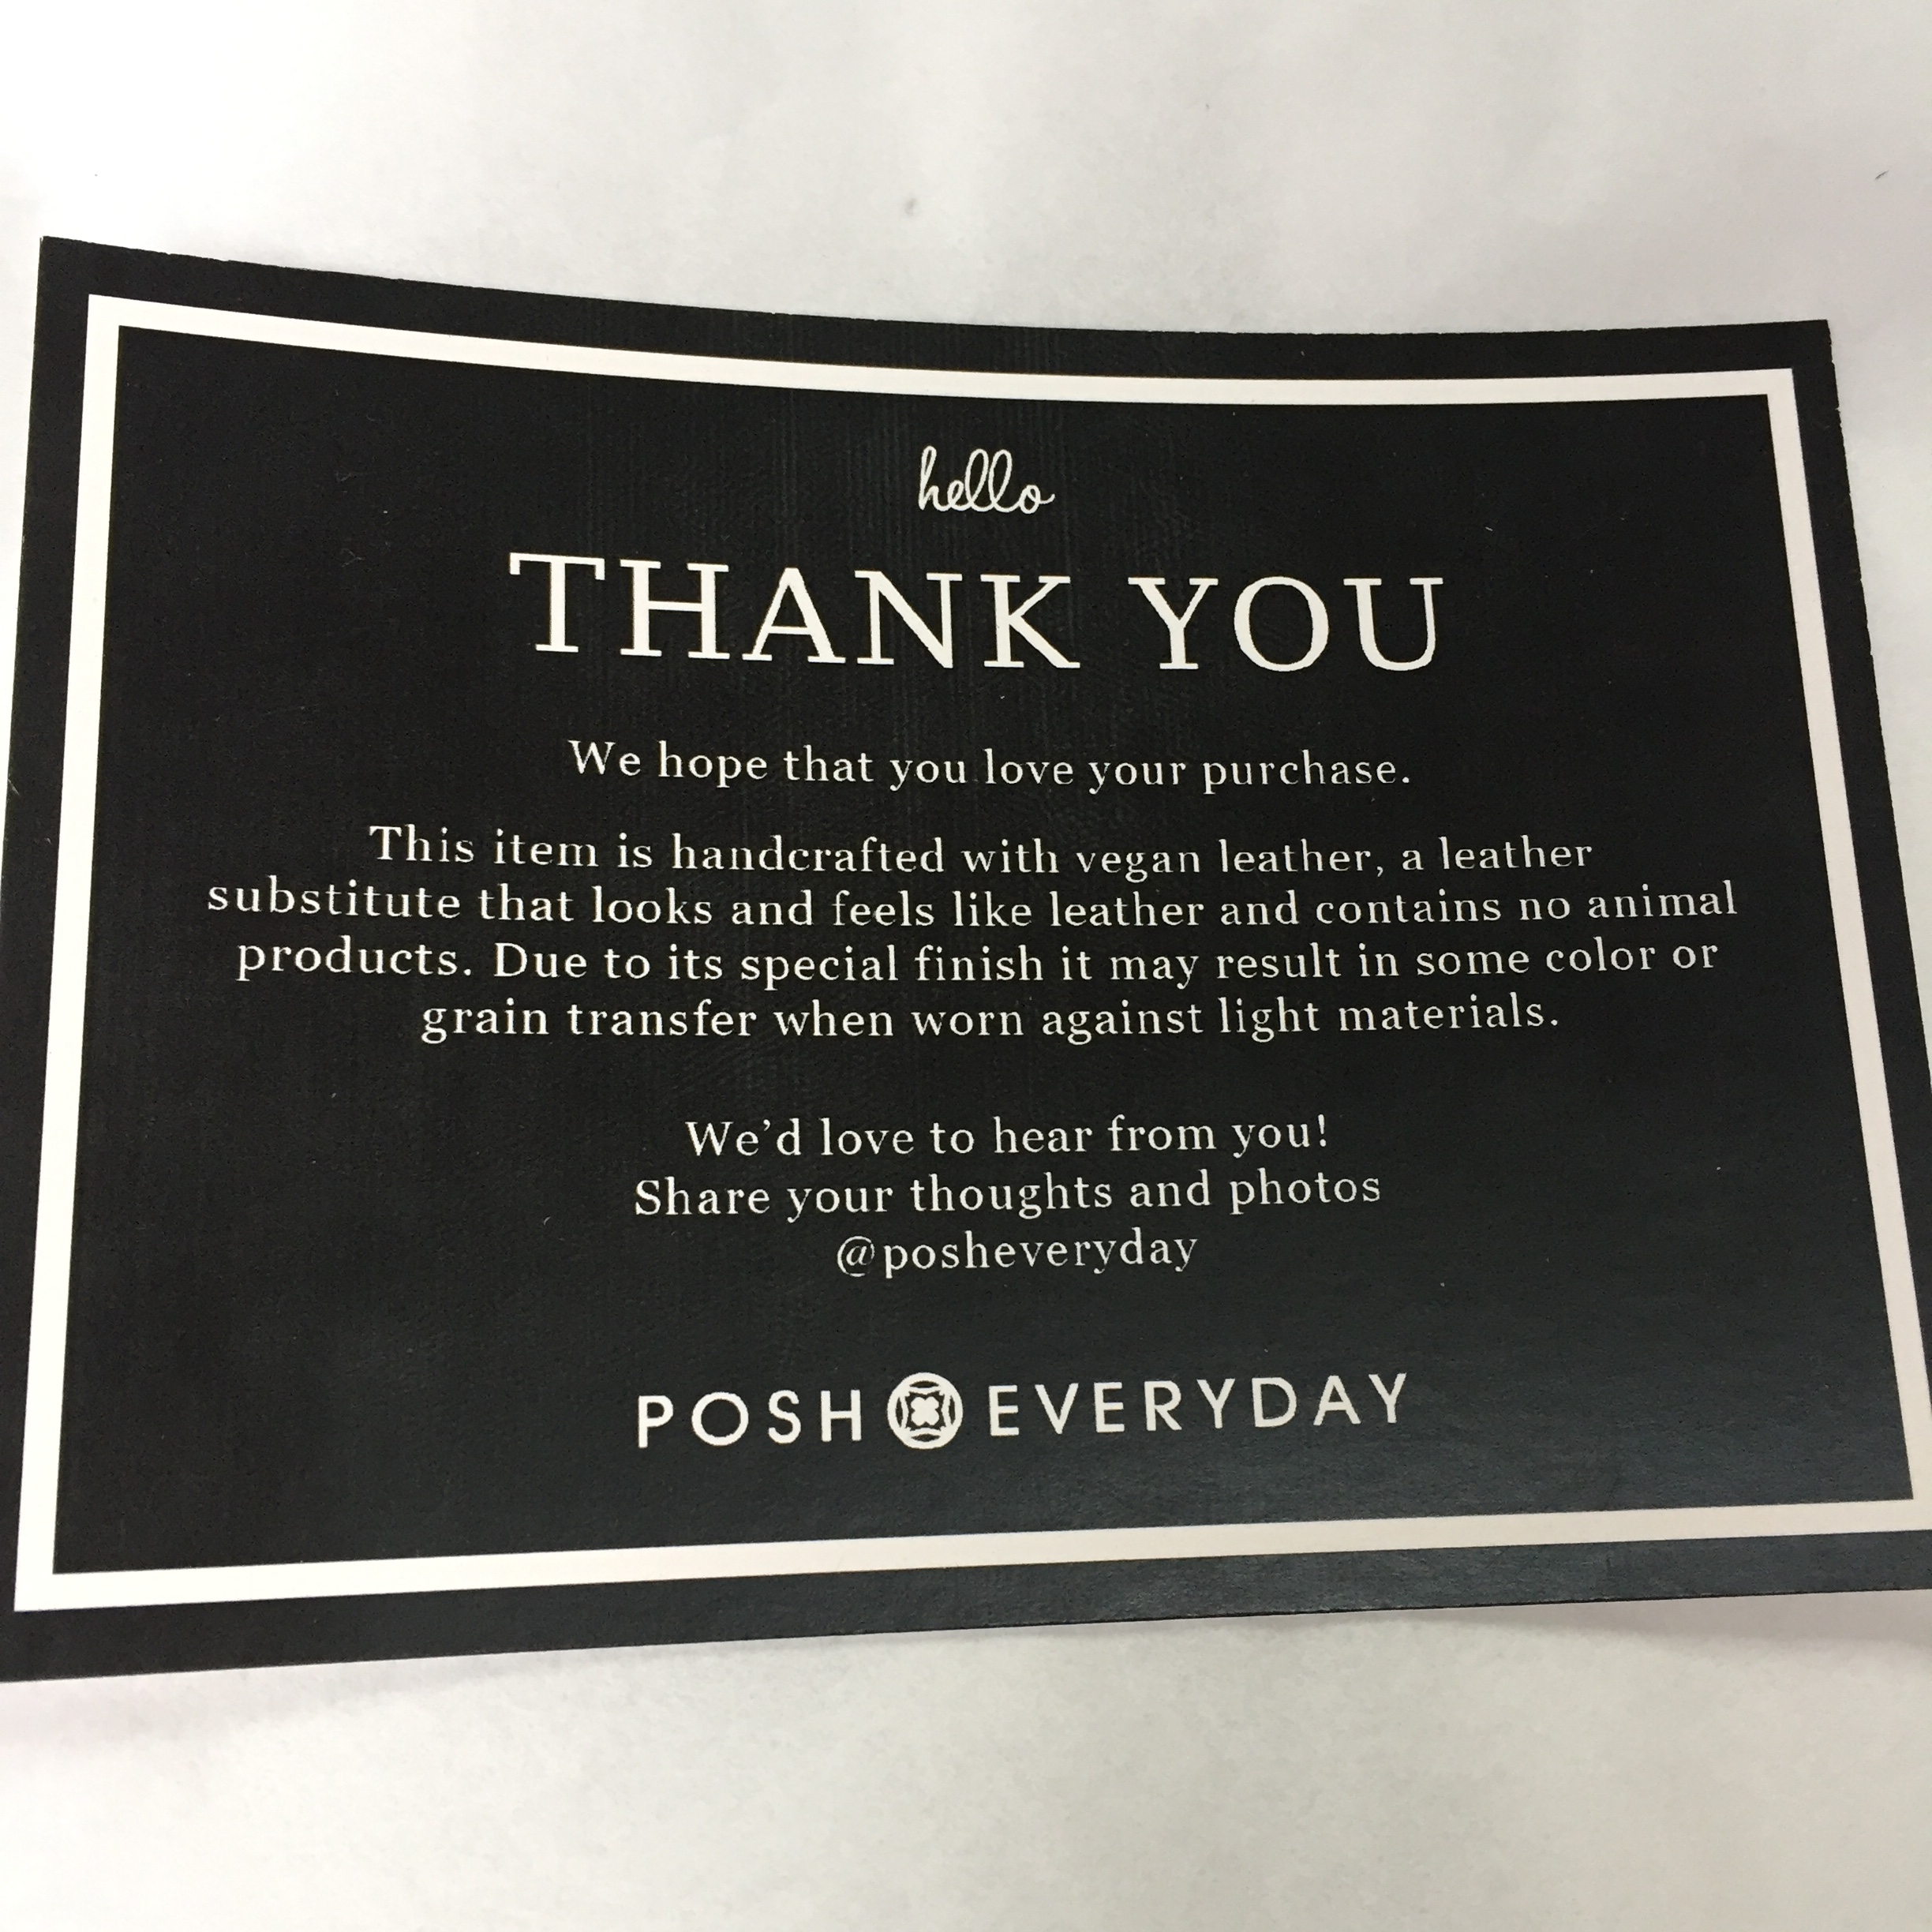 hello
THANK YOU
We hope that you love your purchase.
This item is handcrafted with vegan leather, a leather
substitute that looks and feels like leather and contains no animal
products. Due to its special finish it may result in some color or
grain transfer when worn against light materials.
We’d love to hear from you!
Share your thoughts and photos
@posheveryday
POSH EVERYDAY